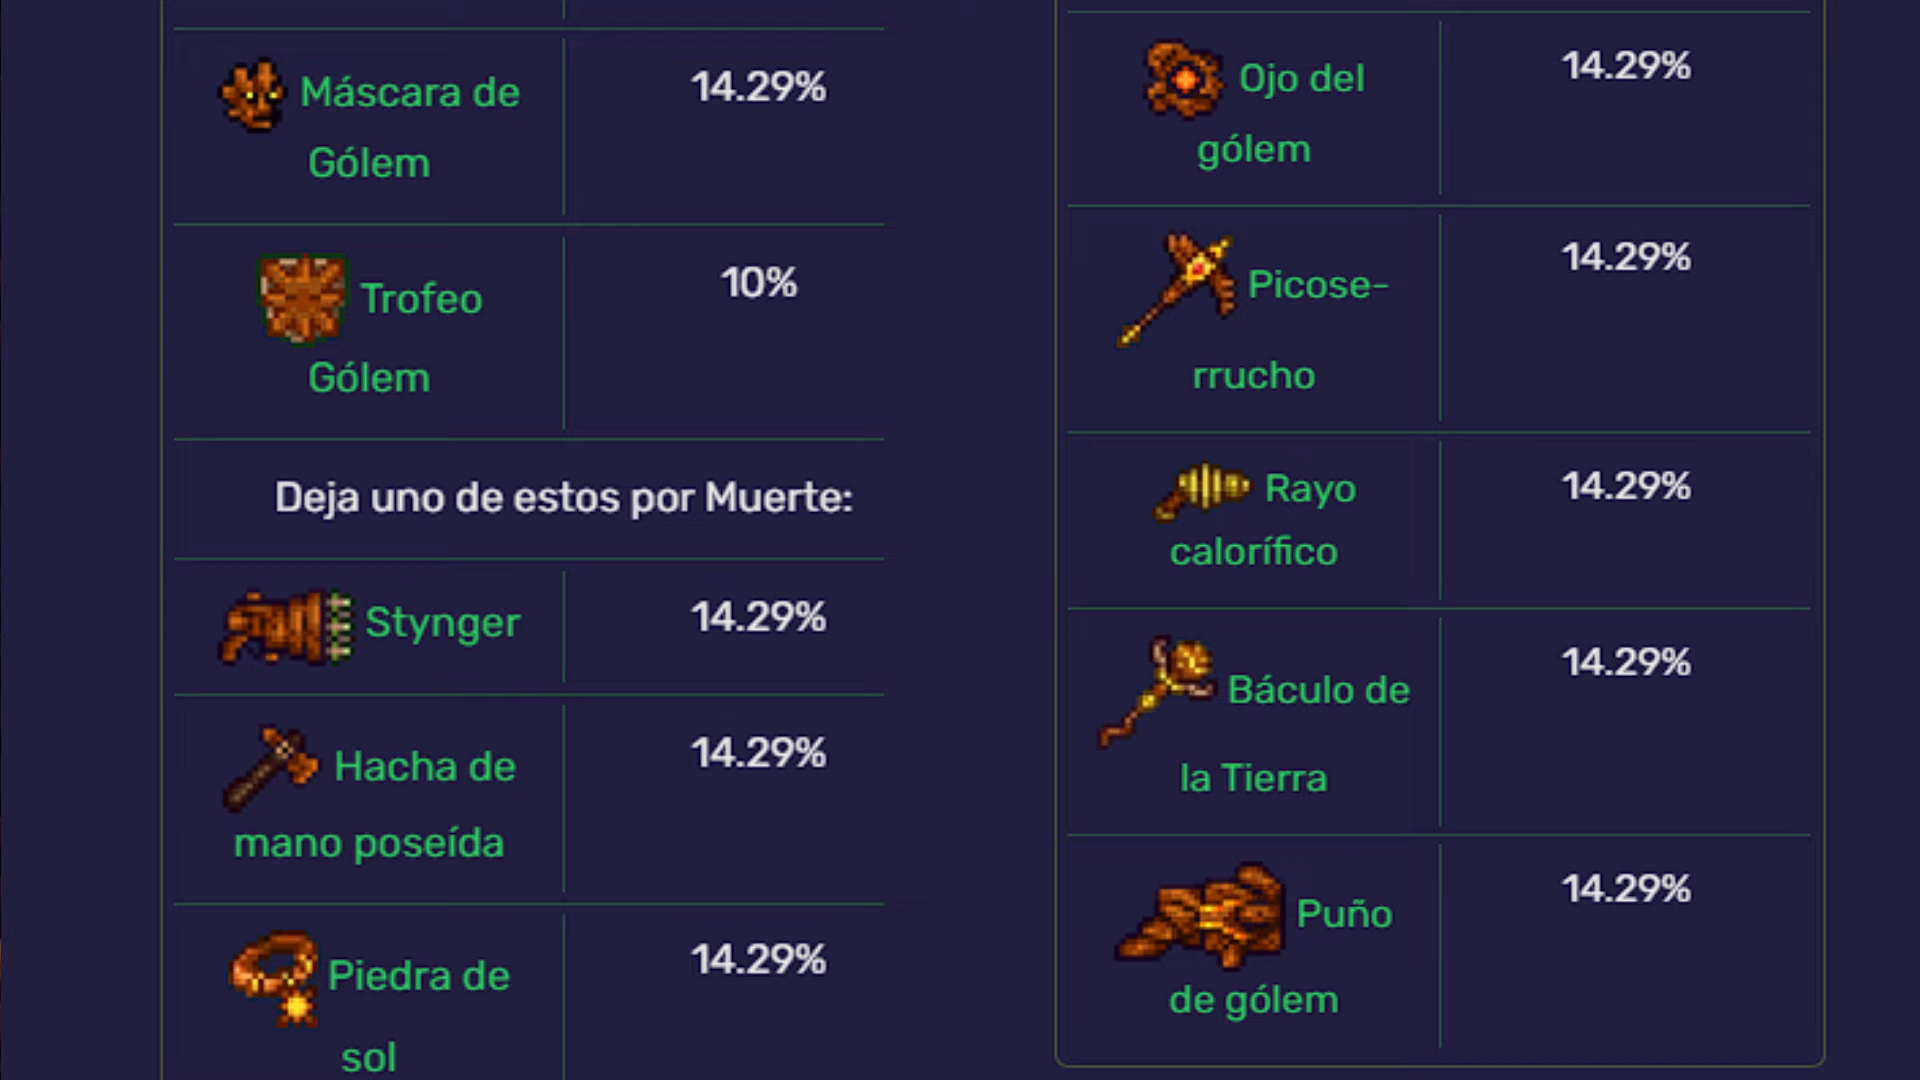 Máscara de
Gólem
14.29%
Trofeo
Gólem
10%
Deja uno de estos por Muerte:
Stynger
14.29%
Hacha de
mano poseída
14.29%
Piedra de
sol
14.29%
Ojo del
gólem
14.29%
Picose-
rrucho
14.29%
Rayo
calorífico
14.29%
Báculo de
la Tierra
14.29%
Puño
de gólem
14.29%